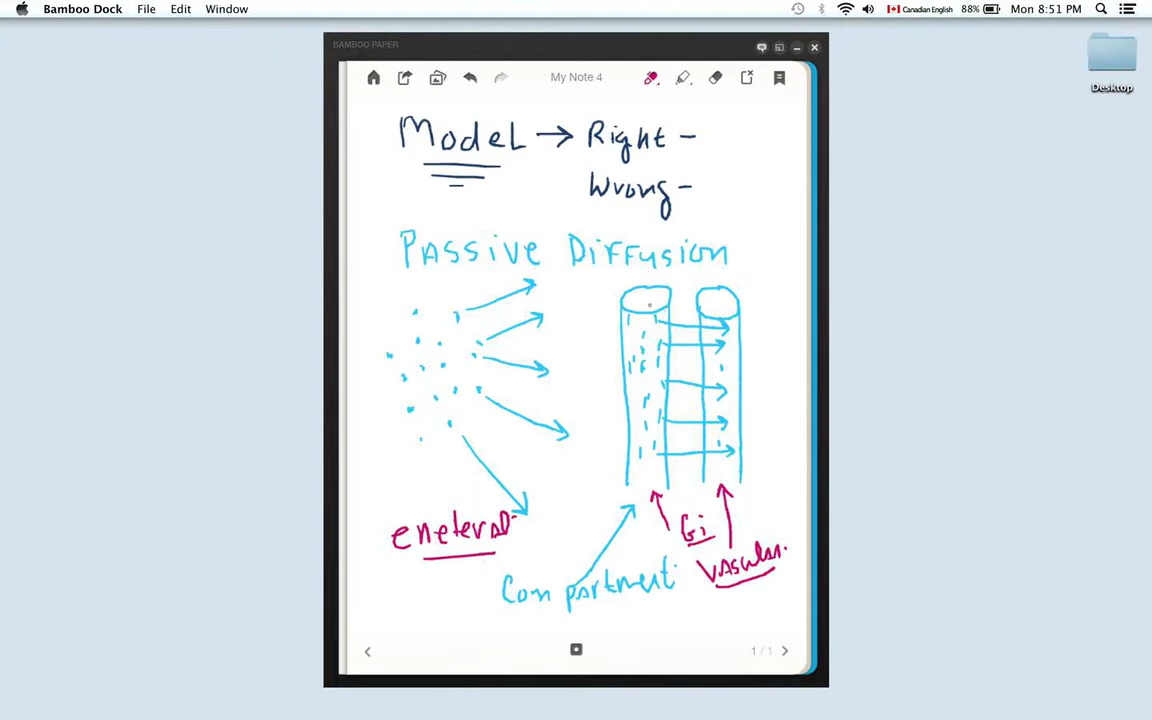 Bamboo Dock File Edit Window Canadian English 88% Mon 8:51 PM
Desktop
BAMBOO PAPER
My Note 4
Model → Right -
Wrong -
Passive Diffusion
eneteral
Gi
Vascular.
Compartment
1 / 1